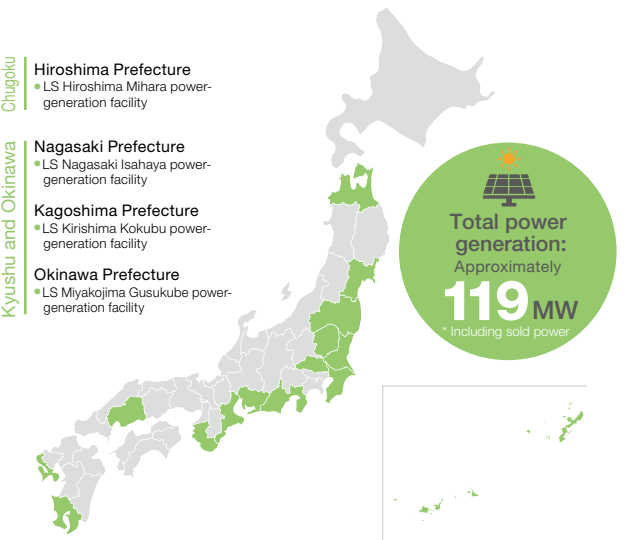 Chugoku
Hiroshima Prefecture
● LS Hiroshima Mihara power-
generation facility
Kyushu and Okinawa
Nagasaki Prefecture
● LS Nagasaki Isahaya power-
generation facility
Kagoshima Prefecture
● LS Kirishima Kokubu power-
generation facility
Okinawa Prefecture
● LS Miyakojima Gusukube power-
generation facility
Total power
generation:
Approximately
119 MW
* Including sold power